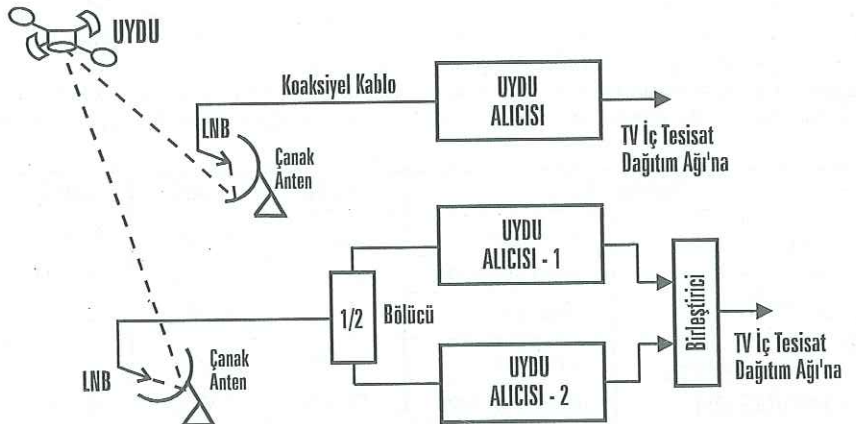 UYDU
Koaksiyel Kablo
UYDU
ALICISI
TV İç Tesisat
Dağıtım Ağı'na
LNB
Çanak
Anten
UYDU
ALICISI - 1
1/2
Bölücü
Birleştirici
TV İç Tesisat
Dağıtım Ağı'na
UYDU
ALICISI - 2
LNB
Çanak
Anten